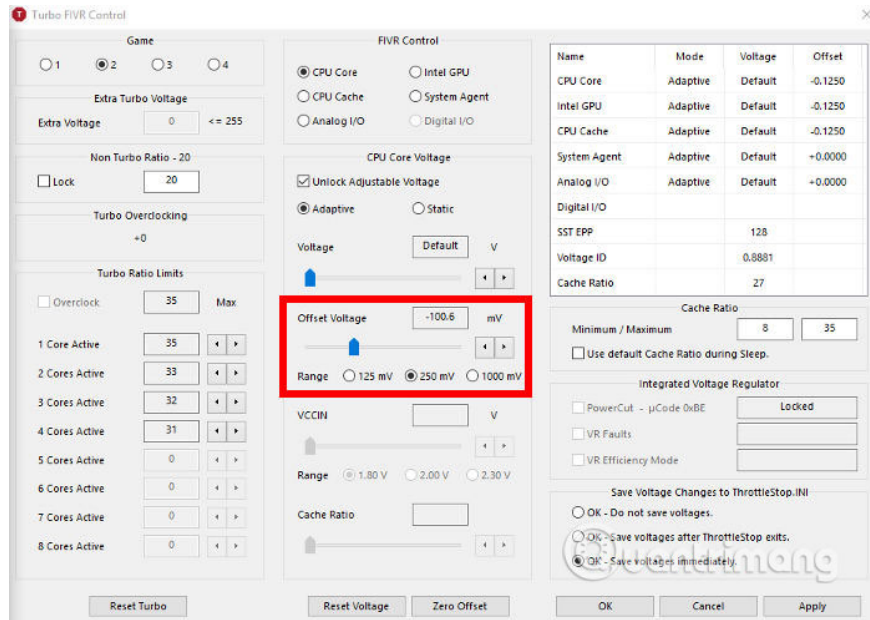 Turbo FIVR Control
Game
1 2 3 4
Extra Turbo Voltage
Extra Voltage 0 <= 255
Non Turbo Ratio - 20
Lock 20
Turbo Overclocking
+0
Turbo Ratio Limits
Overclock 35 Max
1 Core Active 35
2 Cores Active 33
3 Cores Active 32
4 Cores Active 31
5 Cores Active 0
6 Cores Active 0
7 Cores Active 0
8 Cores Active 0
Reset Turbo
FIVR Control
CPU Core Intel GPU
CPU Cache System Agent
Analog I/O Digital I/O
CPU Core Voltage
Unlock Adjustable Voltage
Adaptive Static
Voltage Default V
Offset Voltage -100.6 mV
Range 125 mV 250 mV 1000 mV
VCCIN V
Range 1.80 V 2.00 V 2.30 V
Cache Ratio
Reset Voltage Zero Offset
Name Mode Voltage Offset
CPU Core Adaptive Default -0.1250
Intel GPU Adaptive Default -0.1250
CPU Cache Adaptive Default -0.1250
System Agent Adaptive Default +0.0000
Analog I/O Adaptive Default +0.0000
Digital I/O
SST EPP 128
Voltage ID 0.8881
Cache Ratio 27
Cache Ratio
Minimum / Maximum 8 35
Use default Cache Ratio during Sleep.
Integrated Voltage Regulator
PowerCut - µCode 0xBE Locked
VR Faults
VR Efficiency Mode
Save Voltage Changes to ThrottleStop.INI
OK - Do not save voltages.
OK - Save voltages after ThrottleStop exits.
OK - Save voltages immediately.
Quantrimang
OK Cancel Apply